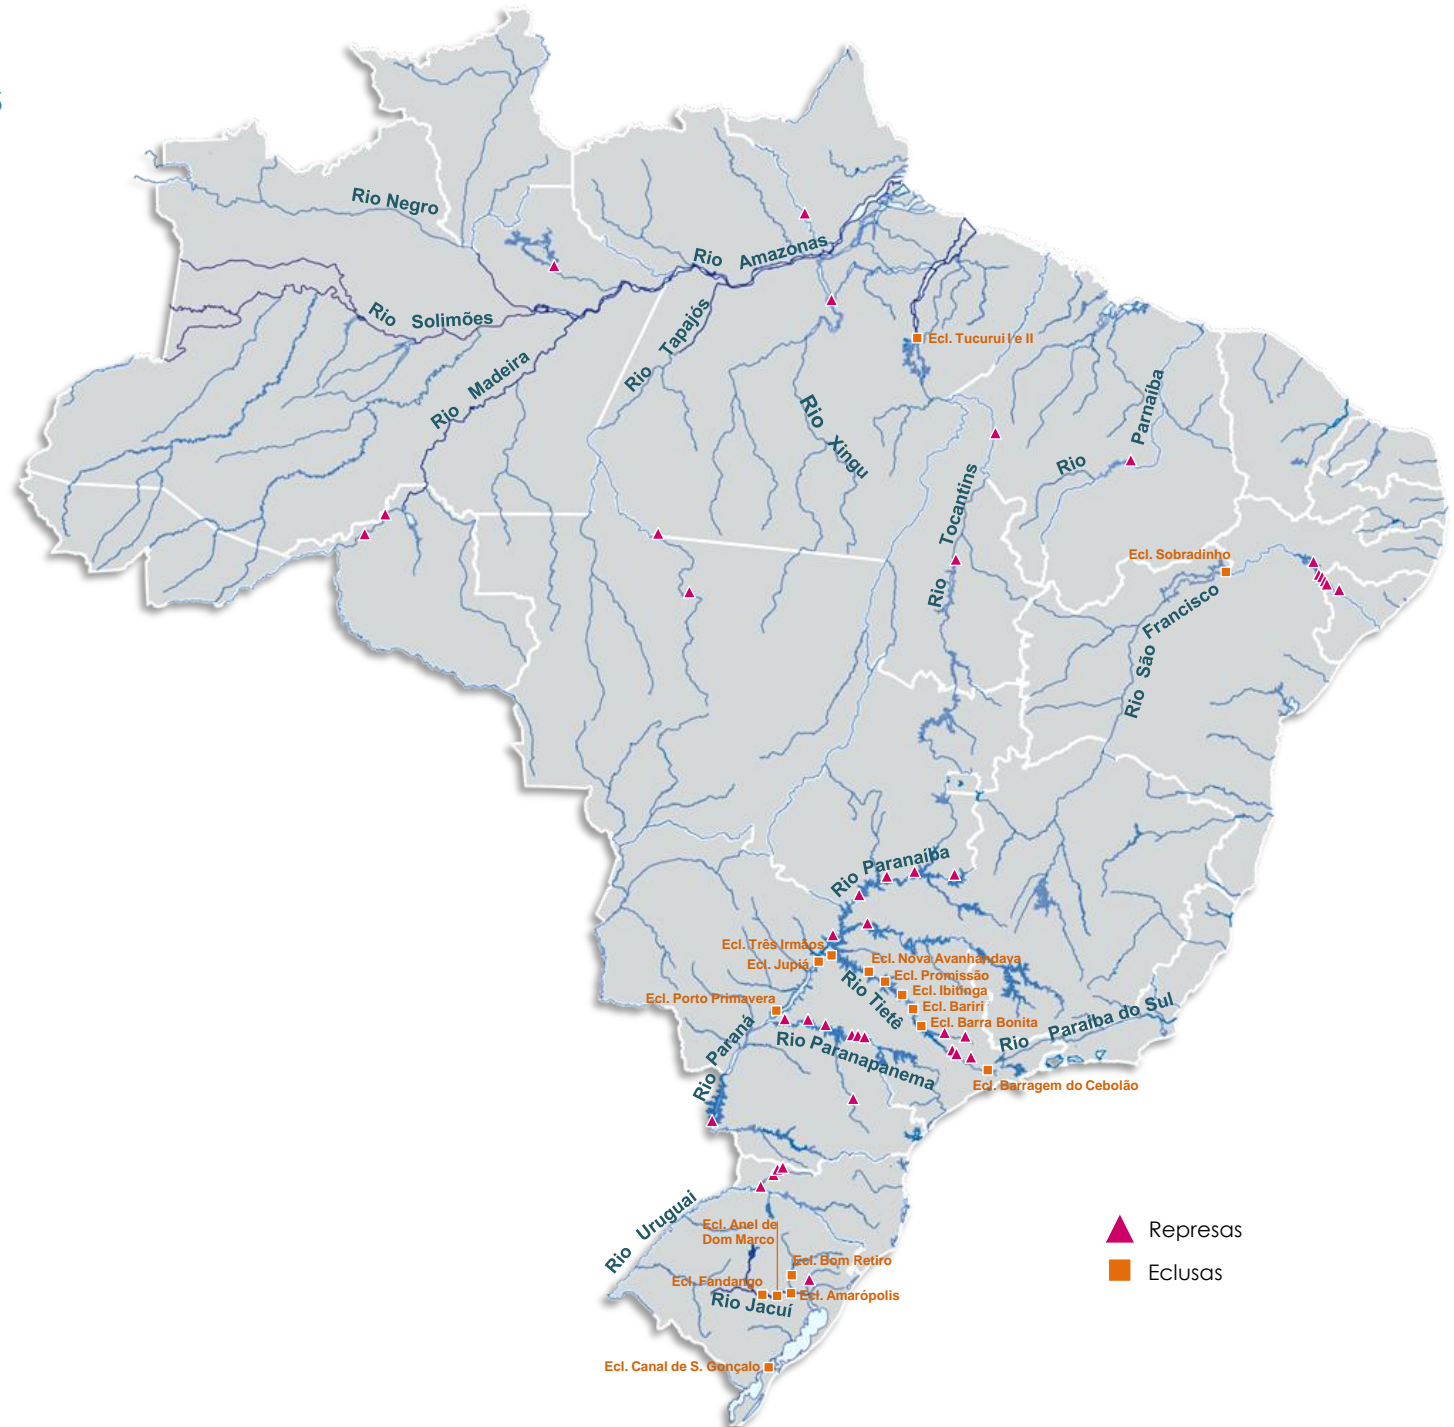 s
Rio Negro
Rio Amazonas
Rio Solimões
Rio Tapajós
Rio Madeira
Ecl. Tucurui I e II
Rio Xingu
Rio Parnaíba
Rio Tocantins
Ecl. Sobradinho
Rio São Francisco
Rio Paranaíba
Ecl. Três Irmãos
Ecl. Jupiá
Ecl. Nova Avanhandava
Ecl. Promissão
Ecl. Ibitinga
Ecl. Bariri
Ecl. Barra Bonita
Ecl. Porto Primavera
Rio Tietê
Rio Paraíba do Sul
Rio Paraná
Rio Paranapanema
Ecl. Barragem do Cebolão
Rio Uruguai
Ecl. Anel de
Dom Marco
Ecl. Bom Retiro
Ecl. Fandango
Ecl. Amarópolis
Rio Jacuí
Ecl. Canal de S. Gonçalo
Represas
Eclusas